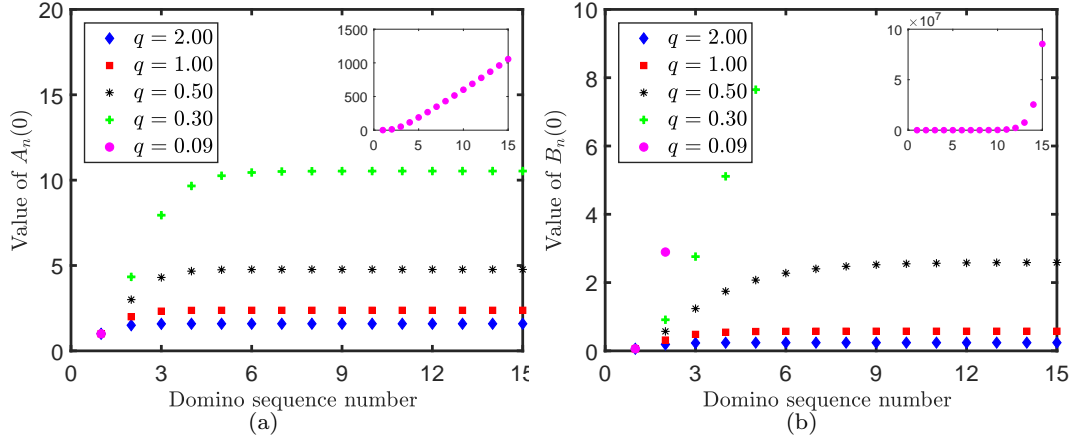 20
15
10
5
0
0
3
6
9
12
15
Value of A_n(0)
Domino sequence number
q = 2.00
q = 1.00
q = 0.50
q = 0.30
q = 0.09
1500
1000
500
0
0
5
10
15
(a)
10
8
6
4
2
0
0
3
6
9
12
15
Value of B_n(0)
Domino sequence number
q = 2.00
q = 1.00
q = 0.50
q = 0.30
q = 0.09
×10^7
10
5
0
0
5
10
15
(b)